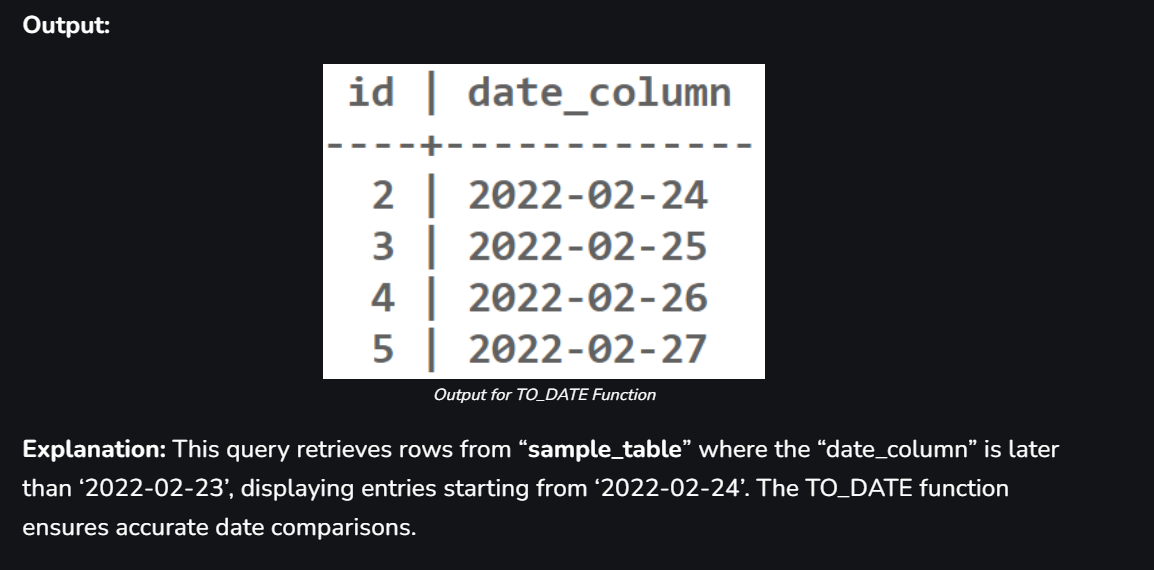 Output:
id | date_column
----+-------------
2 | 2022-02-24
3 | 2022-02-25
4 | 2022-02-26
5 | 2022-02-27
Output for TO_DATE Function
Explanation: This query retrieves rows from “sample_table” where the “date_column” is later
than ‘2022-02-23’, displaying entries starting from ‘2022-02-24’. The TO_DATE function
ensures accurate date comparisons.